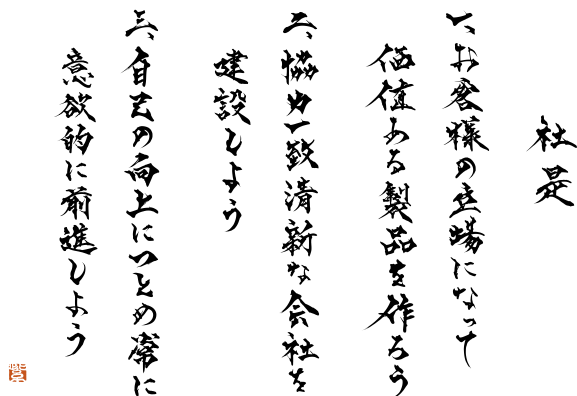 社是
一、お客様の立場になって
価値ある製品を作ろう
二、協力一致清新な会社を
建設しよう
三、自己の向上につとめ常に
意欲的に前進しよう